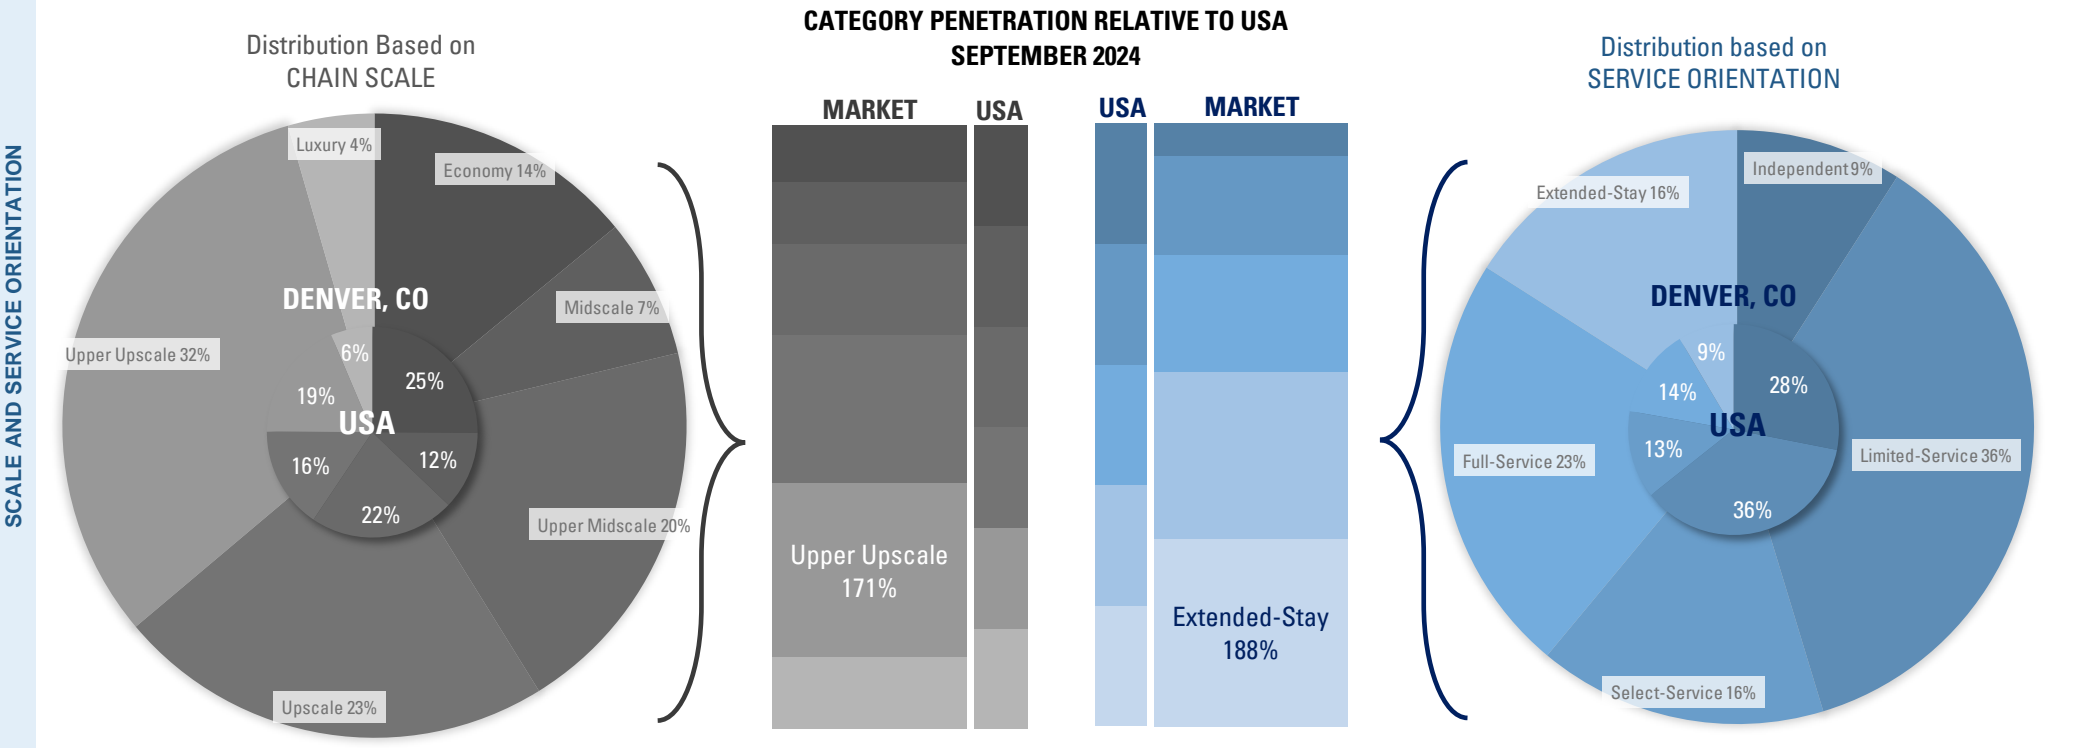 SCALE AND SERVICE ORIENTATION
Distribution Based on
CHAIN SCALE
Luxury 4%
Economy 14%
Midscale 7%
Upper Midscale 20%
Upscale 23%
Upper Upscale 32%
DENVER, CO
6%
25%
19%
USA
12%
16%
22%
CATEGORY PENETRATION RELATIVE TO USA
SEPTEMBER 2024
MARKET
USA
Upper Upscale
171%
USA
MARKET
Extended-Stay
188%
Distribution based on
SERVICE ORIENTATION
Independent 9%
Extended-Stay 16%
Limited-Service 36%
Full-Service 23%
Select-Service 16%
DENVER, CO
9%
28%
14%
USA
13%
36%